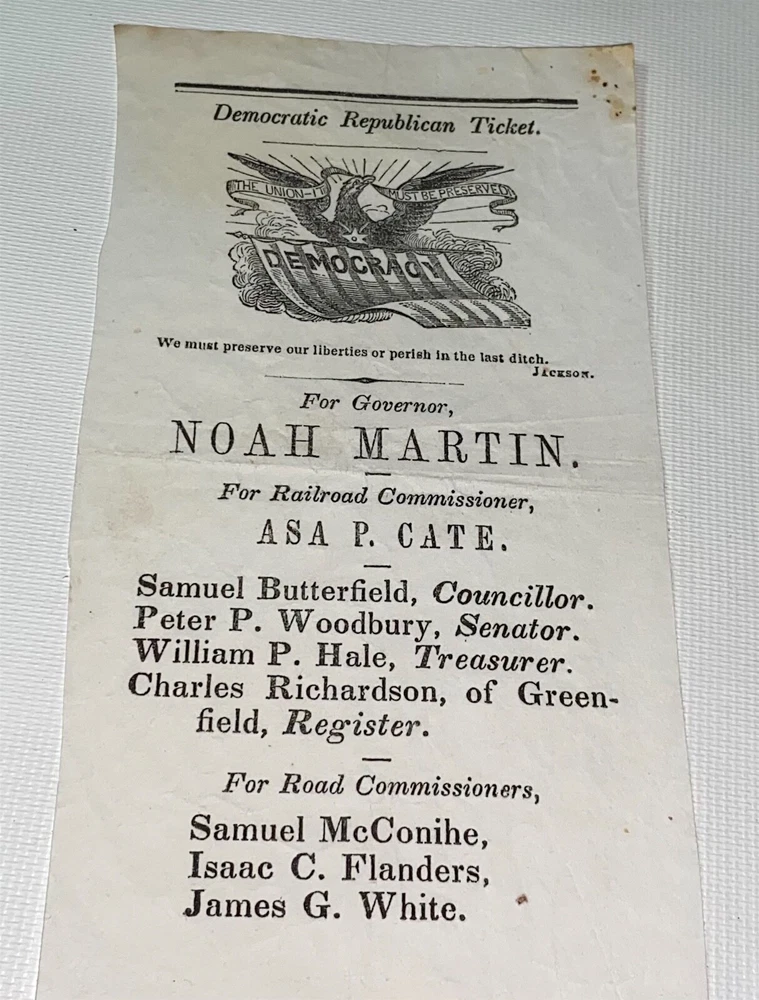 Democratic Republican Ticket.
THE UNION—IT MUST BE PRESERVED
DEMOCRACY
We must preserve our liberties or perish in the last ditch.
JACKSON.
For Governor,
NOAH MARTIN.
For Railroad Commissioner,
ASA P. CATE.
Samuel Butterfield, Councillor.
Peter P. Woodbury, Senator.
William P. Hale, Treasurer.
Charles Richardson, of Green-
field, Register.
For Road Commissioners,
Samuel McConihe,
Isaac C. Flanders,
James G. White.